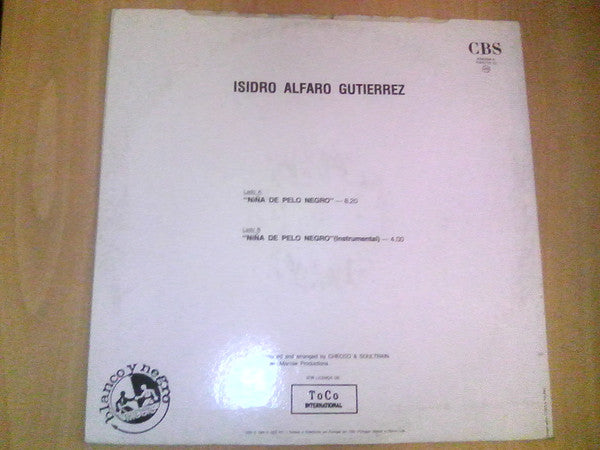 CBS
ISIDRO ALFARO GUTIERREZ
Lado A
"NIÑA DE PELO NEGRO" — 6,20
Lado B
"NIÑA DE PELO NEGRO" (Instrumental) — 4,00
and arranged by CHECCO & SOULTRAIN
Productions
ToCo
INTERNATIONAL
blanco y negro